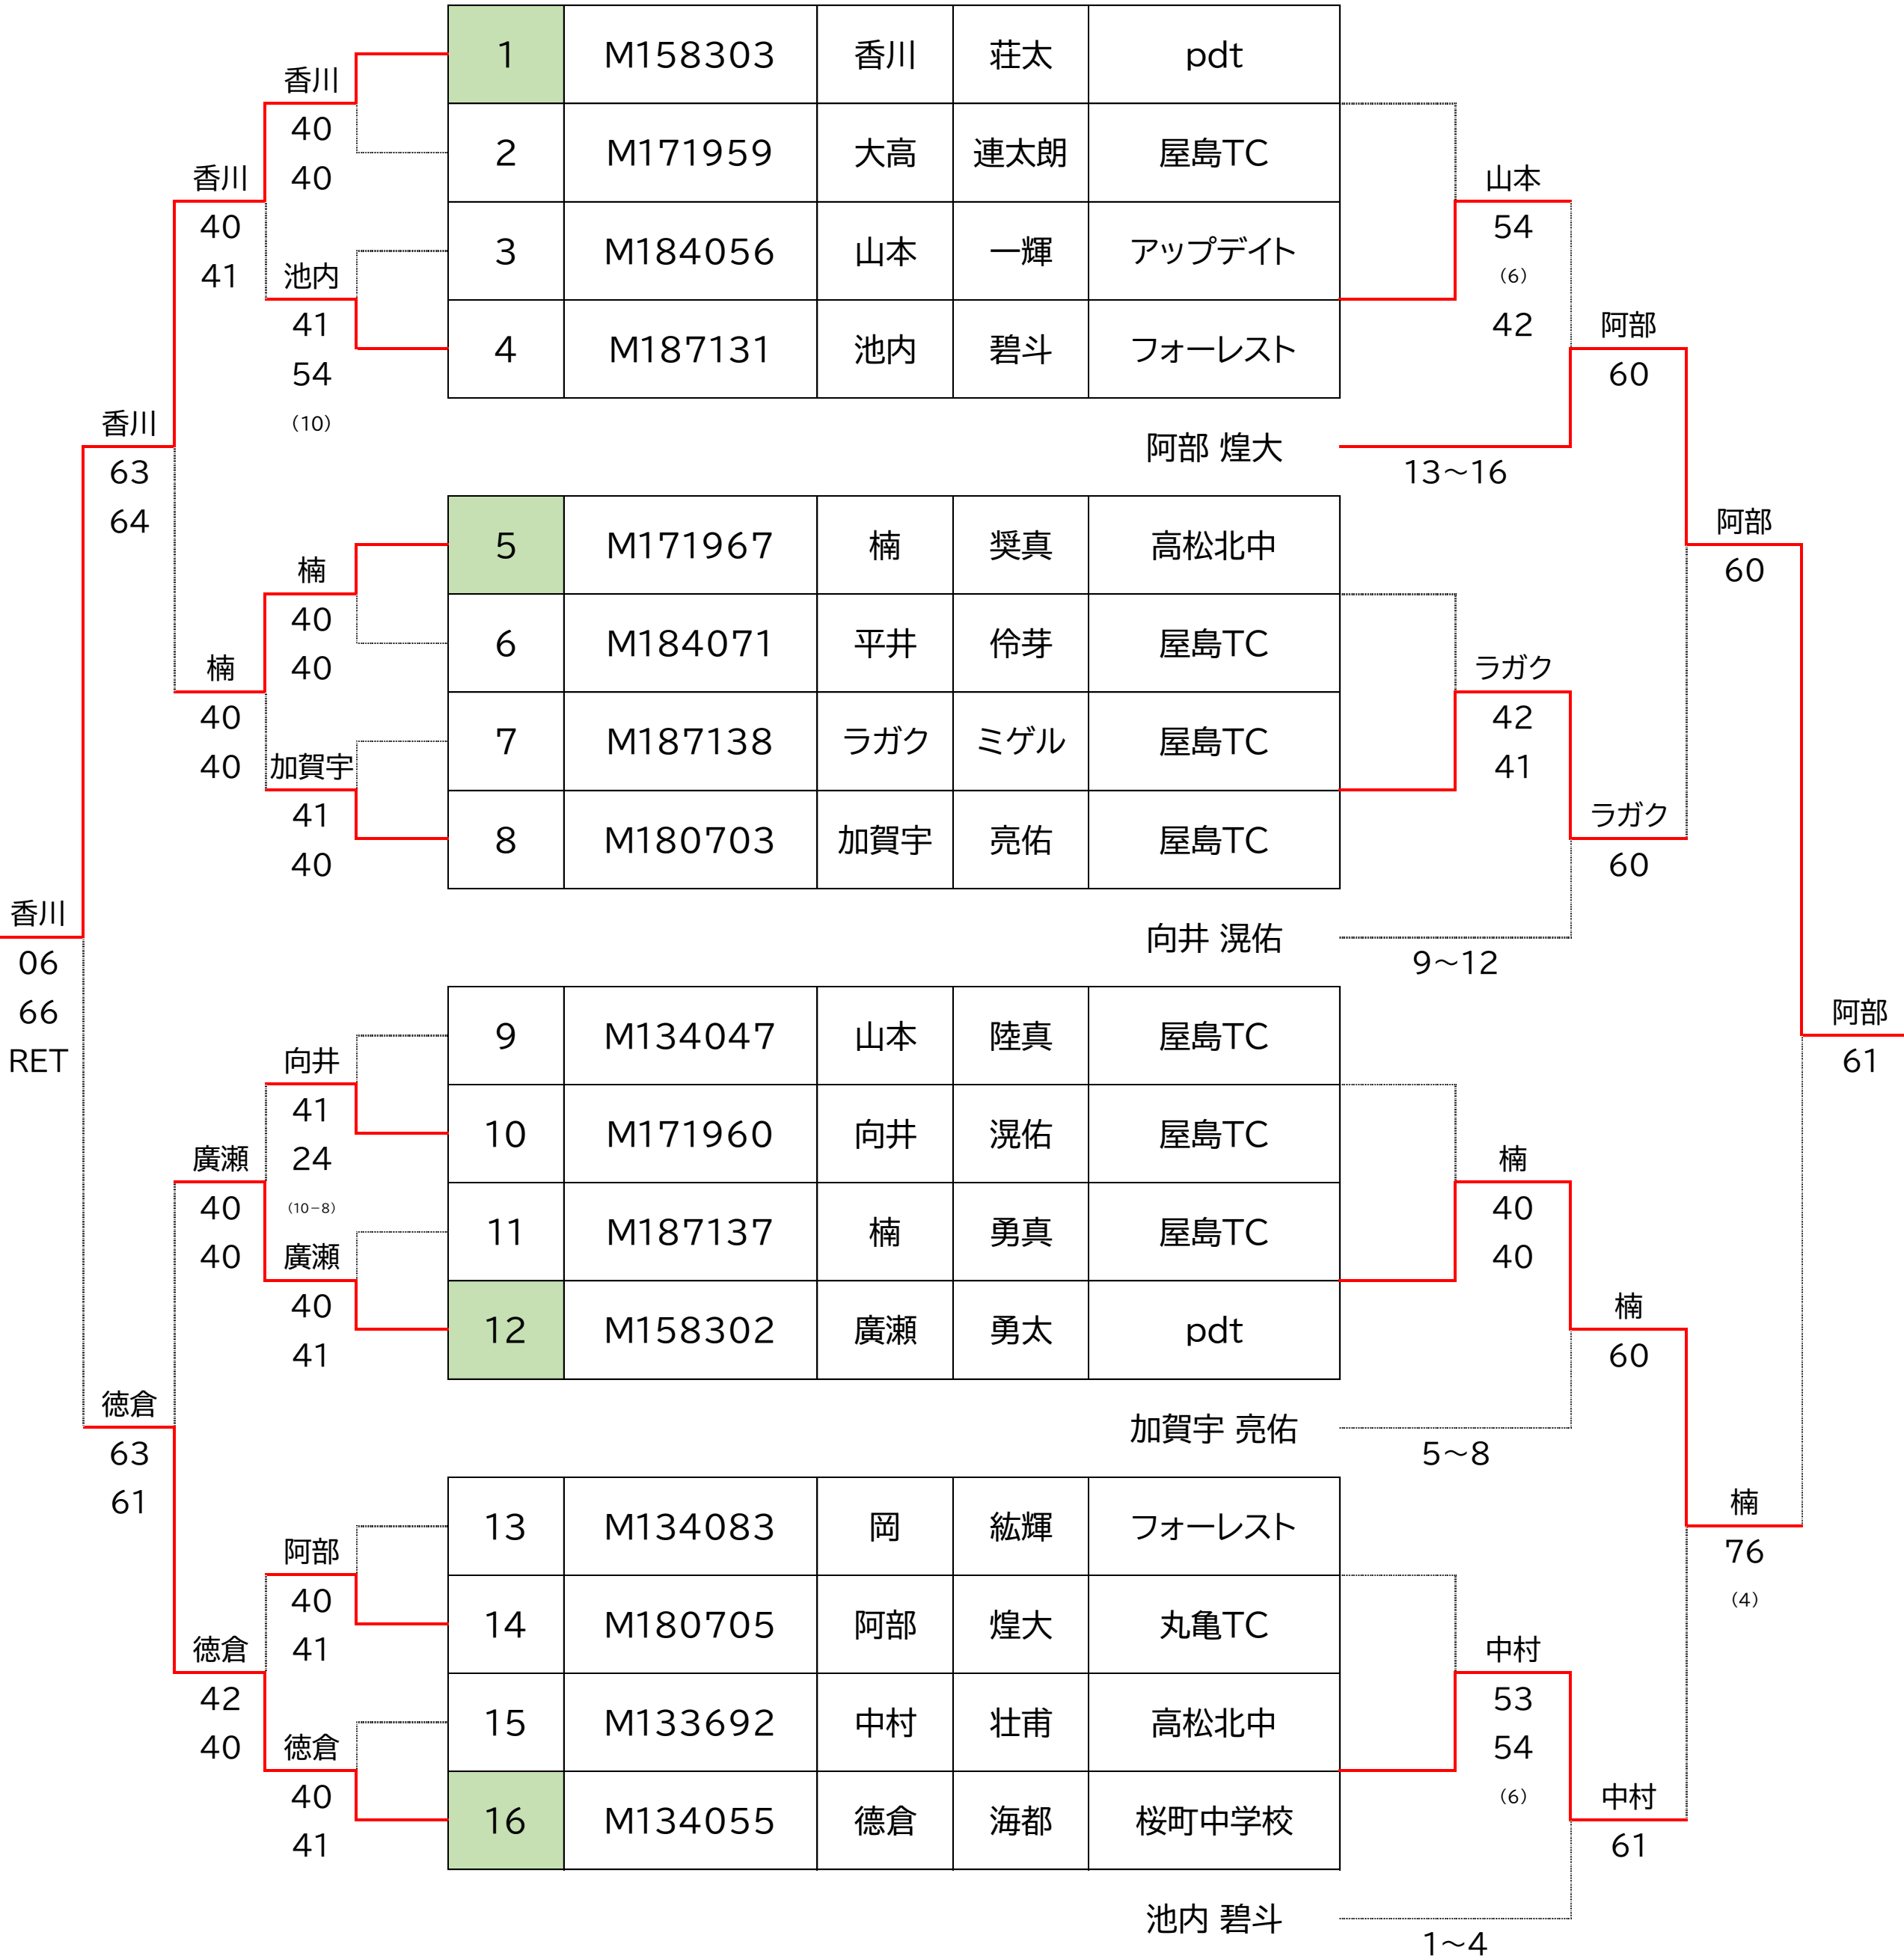 1 M158303 香川 荘太 pdt
香川
40
2 M171959 大高 連太朗 屋島TC
香川
40
山本
40
54
3 M184056 山本 一輝 アップデイト
41
池内
(6)
41
42
阿部
4 M187131 池内 碧斗 フォーレスト
54
60
香川
(10)
阿部 煌大
63
13~16
64
阿部
5 M171967 楠 奨真 高松北中
楠
60
40
6 M184071 平井 伶芽 屋島TC
楠
40
ラガク
40
42
7 M187138 ラガク ミゲル 屋島TC
40
加賀宇
41
41
ラガク
8 M180703 加賀宇 亮佑 屋島TC
40
60
香川
向井 滉佑
06
9~12
66
阿部
9 M134047 山本 陸真 屋島TC
RET
向井
61
41
10 M171960 向井 滉佑 屋島TC
廣瀬
24
楠
40
(10-8)
40
11 M187137 楠 勇真 屋島TC
40
廣瀬
40
40
楠
12 M158302 廣瀬 勇太 pdt
41
60
徳倉
加賀宇 亮佑
63
5~8
61
楠
13 M134083 岡 紘輝 フォーレスト
阿部
76
40
(4)
14 M180705 阿部 煌大 丸亀TC
徳倉
41
中村
42
53
15 M133692 中村 壮甫 高松北中
40
徳倉
54
40
(6)
中村
16 M134055 德倉 海都 桜町中学校
41
61
池内 碧斗
1~4